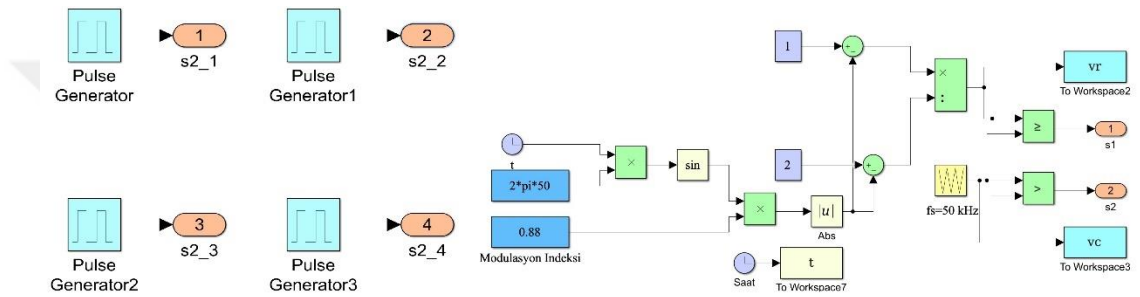 1
s2_1
2
s2_2
Pulse
Generator
Pulse
Generator1
3
s2_3
4
s2_4
Pulse
Generator2
Pulse
Generator3
t
2*pi*50
0.88
Modulasyon Indeksi
×
sin
×
|u|
Abs
Saat
t
To Workspace7
1
+_
2
+_
×
:
vr
To Workspace2
≥
1
s1
fs=50 kHz
>
2
s2
vc
To Workspace3